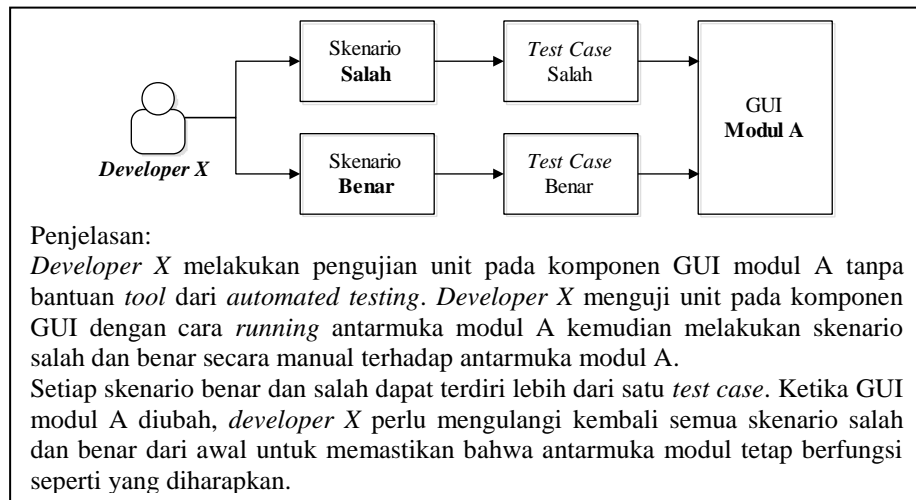 Skenario
Salah
Test Case
Salah
GUI
Modul A
Developer X
Skenario
Benar
Test Case
Benar
Penjelasan:
Developer X melakukan pengujian unit pada komponen GUI modul A tanpa
bantuan tool dari automated testing. Developer X menguji unit pada komponen
GUI dengan cara running antarmuka modul A kemudian melakukan skenario
salah dan benar secara manual terhadap antarmuka modul A.
Setiap skenario benar dan salah dapat terdiri lebih dari satu test case. Ketika GUI
modul A diubah, developer X perlu mengulangi kembali semua skenario salah
dan benar dari awal untuk memastikan bahwa antarmuka modul tetap berfungsi
seperti yang diharapkan.